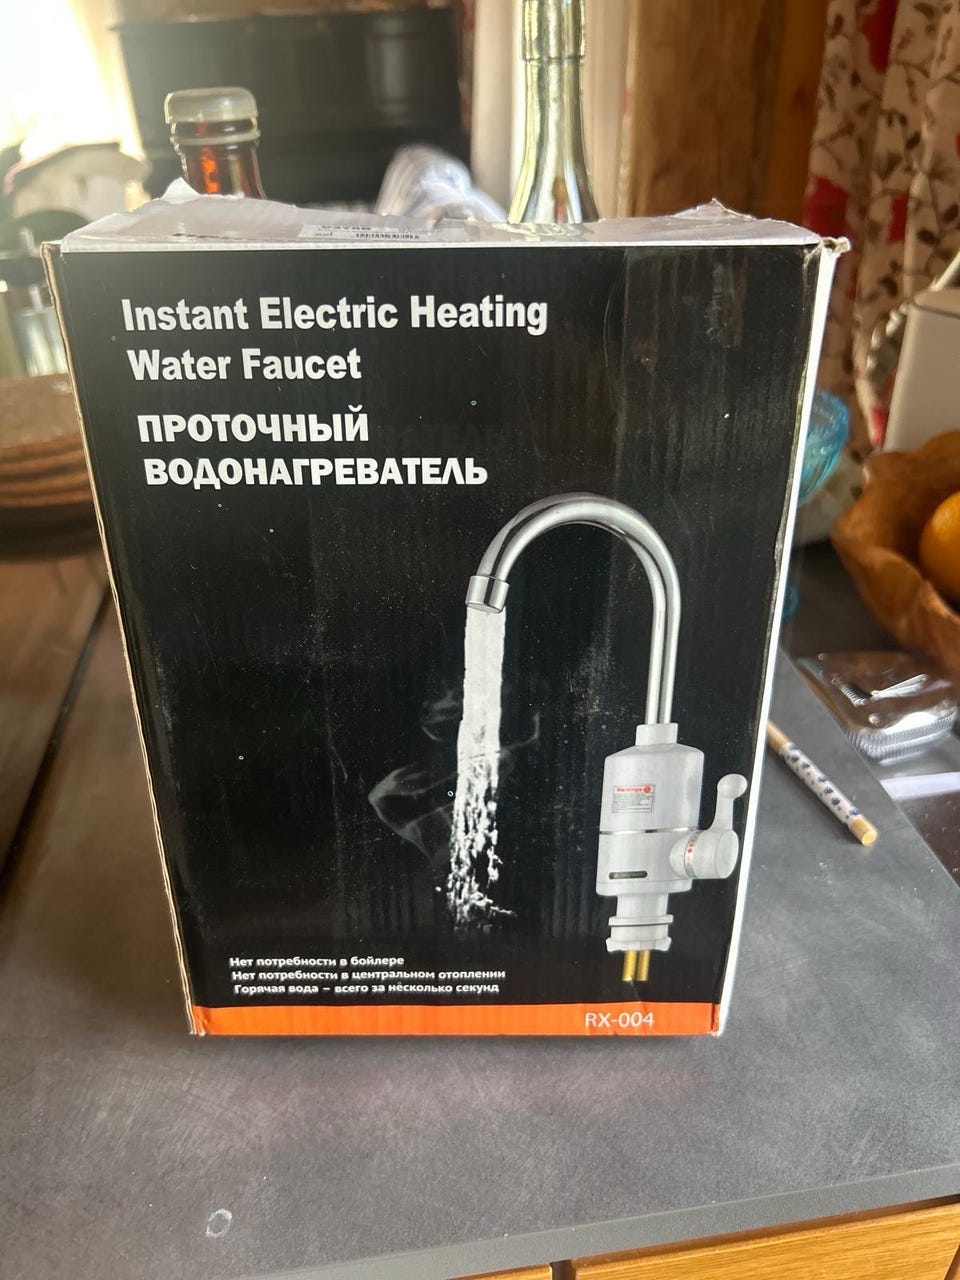 Instant Electric Heating
Water Faucet
ПРОТОЧНЫЙ
ВОДОНАГРЕВАТЕЛЬ
Warnings
Нет потребности в бойлере
Нет потребности в центральном отоплении
Горячая вода – всего за несколько секунд
RX-004